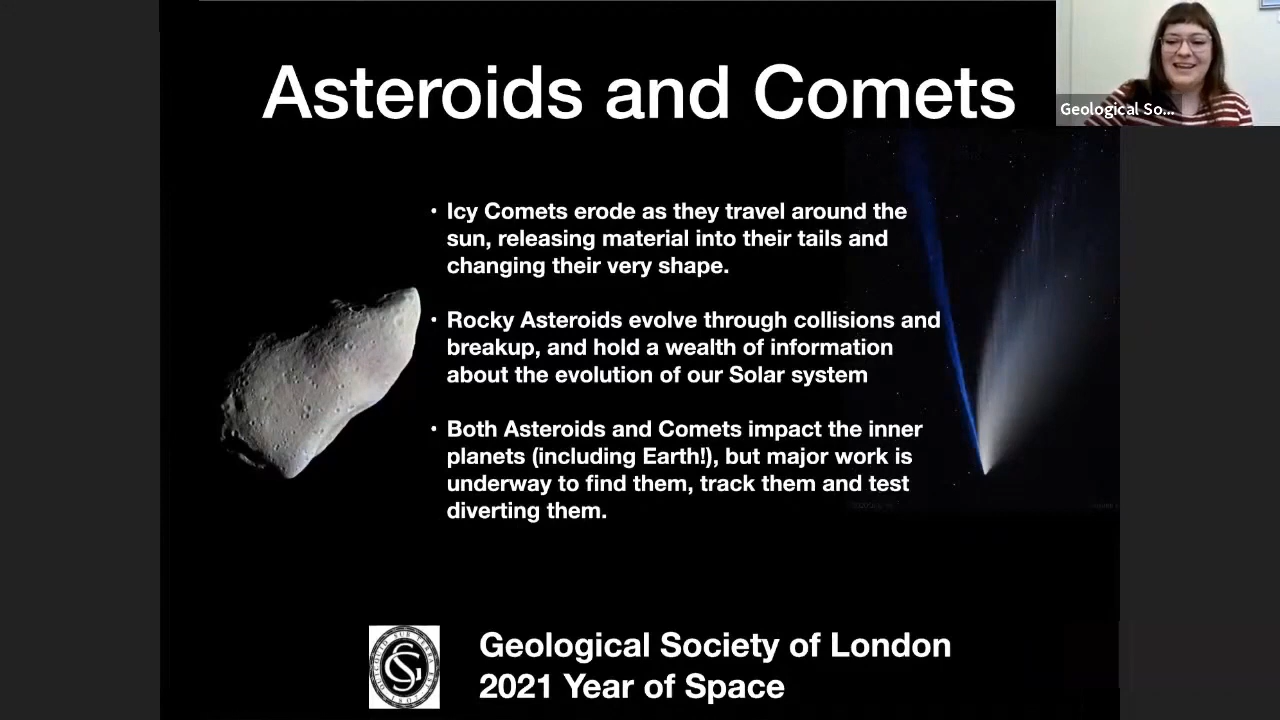 Asteroids and Comets
Geological So...
• Icy Comets erode as they travel around the
sun, releasing material into their tails and
changing their very shape.
• Rocky Asteroids evolve through collisions and
breakup, and hold a wealth of information
about the evolution of our Solar system
• Both Asteroids and Comets impact the inner
planets (including Earth!), but major work is
underway to find them, track them and test
diverting them.
Geological Society of London
2021 Year of Space